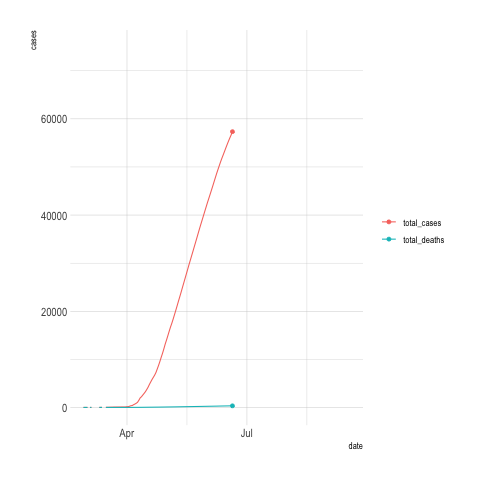 cases
60000
40000
20000
0
Apr
Jul
date
total_cases
total_deaths